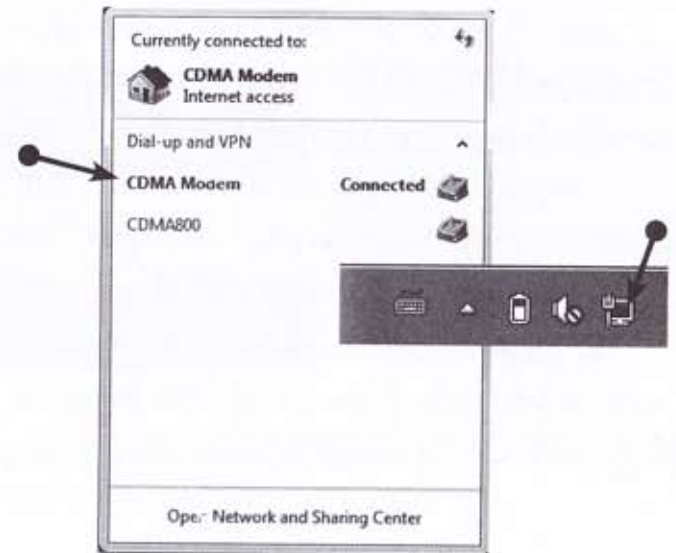 Currently connected to:
CDMA Modem
Internet access
Dial-up and VPN
CDMA Modem Connected
CDMA800
Open Network and Sharing Center